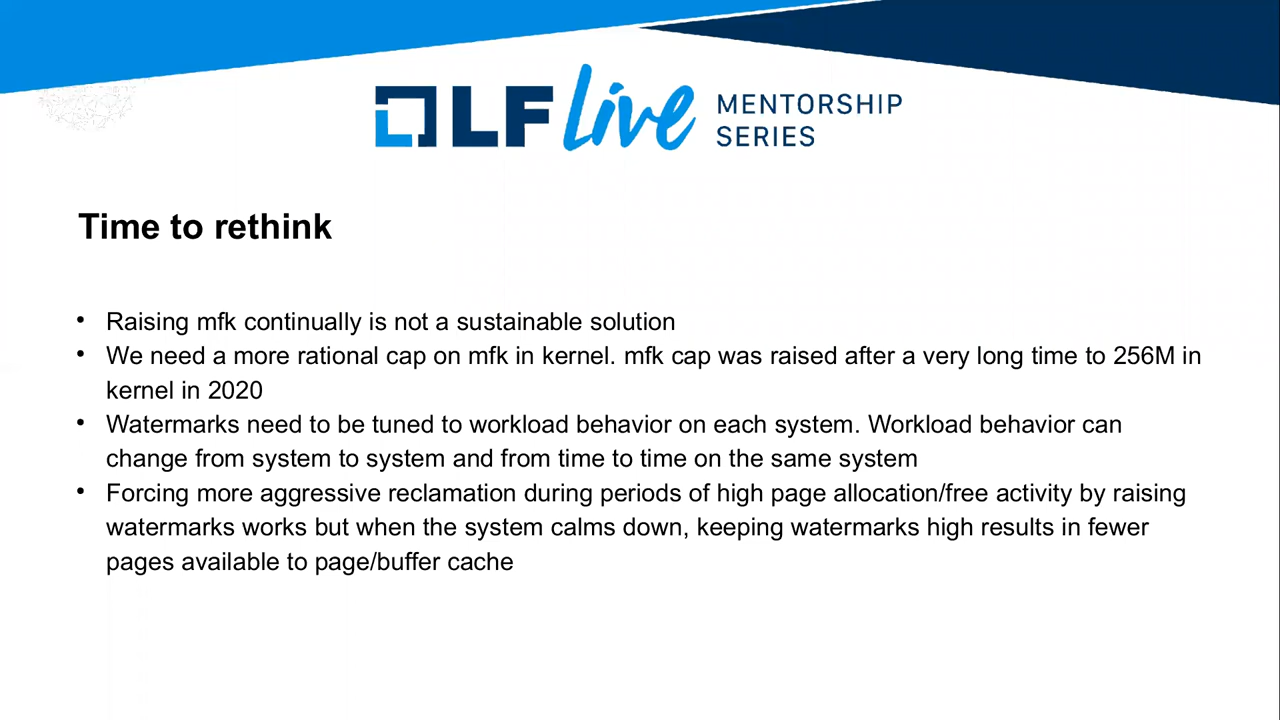 LF Live MENTORSHIP
SERIES
Time to rethink
• Raising mfk continually is not a sustainable solution
• We need a more rational cap on mfk in kernel. mfk cap was raised after a very long time to 256M in
kernel in 2020
• Watermarks need to be tuned to workload behavior on each system. Workload behavior can
change from system to system and from time to time on the same system
• Forcing more aggressive reclamation during periods of high page allocation/free activity by raising
watermarks works but when the system calms down, keeping watermarks high results in fewer
pages available to page/buffer cache